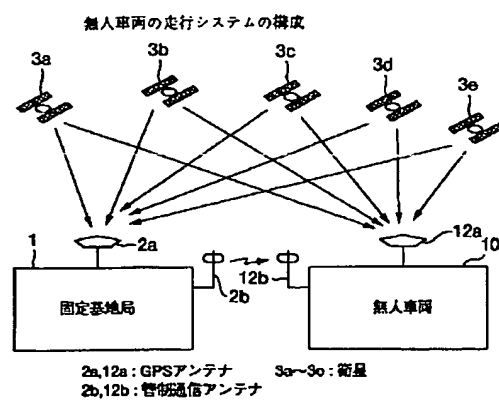 無人車両の走行システムの構成
3a
3b
3c
3d
3e
1
2a
12a
10
固定基地局
2b
12b
無人車両
2a,12a：GPSアンテナ
3a〜3e：衛星
2b,12b：管制通信アンテナ